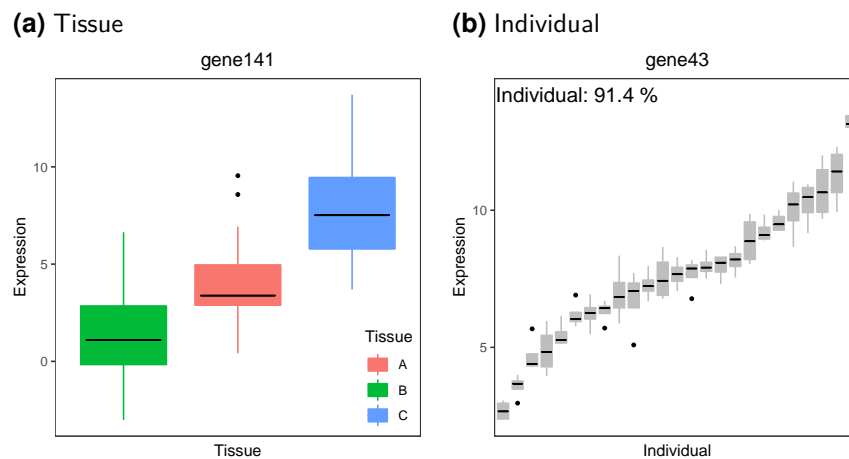 (a) Tissue
gene141
Expression
10
5
0
Tissue
A
B
C
Tissue
(b) Individual
gene43
Individual: 91.4 %
Expression
10
5
Individual